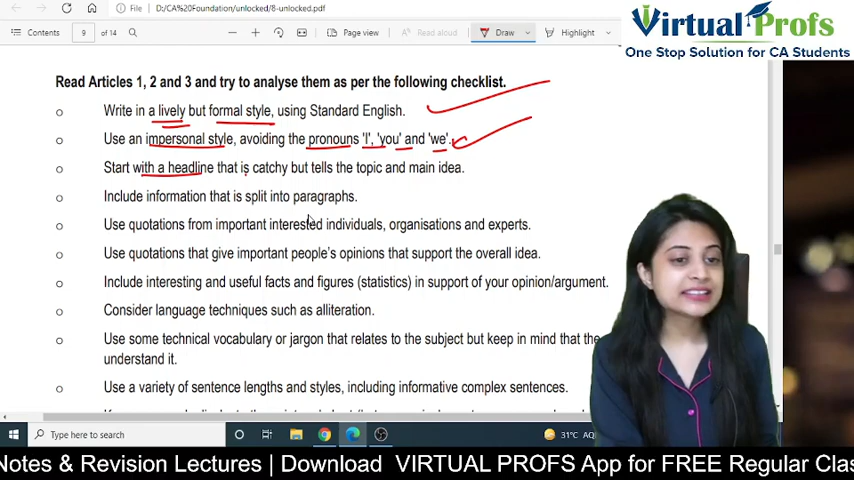 File
D:/CA%20Foundation/unlocked/8-unlocked.pdf
Virtual Profs
One Stop Solution for CA Students
Contents
9
of 14
Page view
Read aloud
Draw
Highlight
Read Articles 1, 2 and 3 and try to analyse them as per the following checklist.
o Write in a lively but formal style, using Standard English.
o Use an impersonal style, avoiding the pronouns 'I', 'you' and 'we'.
o Start with a headline that is catchy but tells the topic and main idea.
o Include information that is split into paragraphs.
o Use quotations from important interested individuals, organisations and experts.
o Use quotations that give important people's opinions that support the overall idea.
o Include interesting and useful facts and figures (statistics) in support of your opinion/argument.
o Consider language techniques such as alliteration.
o Use some technical vocabulary or jargon that relates to the subject but keep in mind that the
understand it.
o Use a variety of sentence lengths and styles, including informative complex sentences.
Type here to search
31°C AQI
Notes & Revision Lectures | Download VIRTUAL PROFS App for FREE Regular Clas